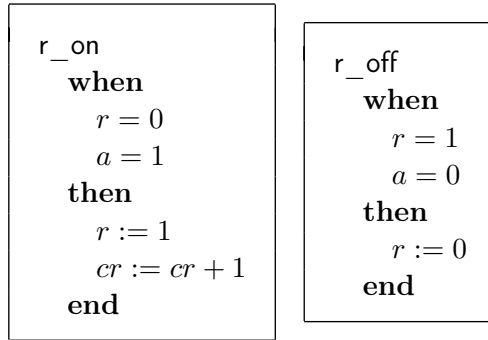 r_on
when
r = 0
a = 1
then
r := 1
cr := cr + 1
end
r_off
when
r = 1
a = 0
then
r := 0
end